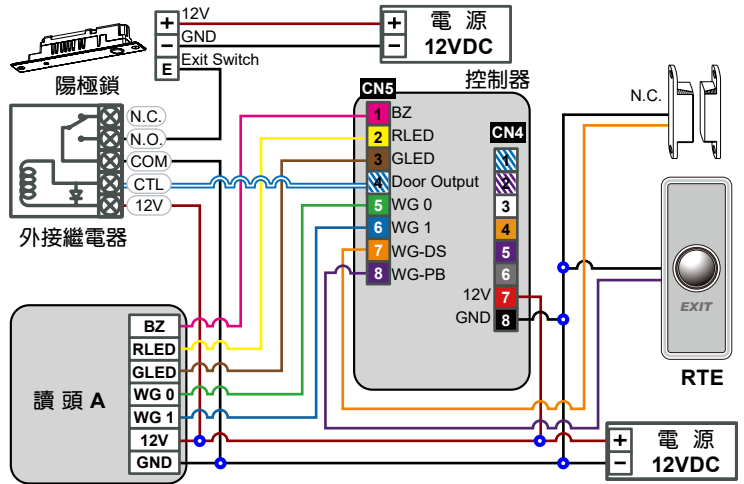 + 12V
− GND
E Exit Switch
+ 電 源
− 12VDC
陽極鎖
N.C.
N.O.
COM
CTL
12V
外接繼電器
控制器
CN5
1 BZ
2 RLED
3 GLED
4 Door Output
5 WG 0
6 WG 1
7 WG-DS
8 WG-PB
CN4
1
2
3
4
5
6
12V 7
GND 8
N.C.
EXIT
RTE
讀 頭 A
BZ
RLED
GLED
WG 0
WG 1
12V
GND
+ 電 源
− 12VDC